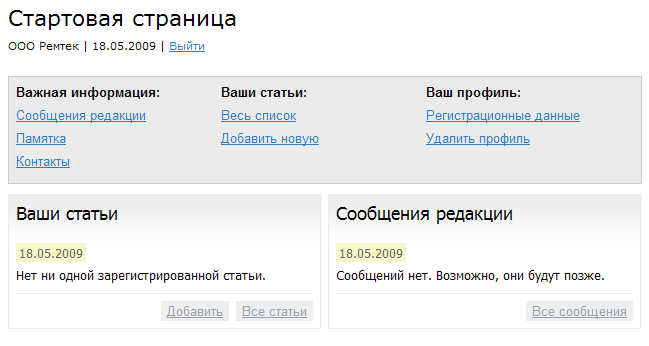 Стартовая страница
ООО Ремтек | 18.05.2009 | Выйти
Важная информация:
Сообщения редакции
Памятка
Контакты
Ваши статьи:
Весь список
Добавить новую
Ваш профиль:
Регистрационные данные
Удалить профиль
Ваши статьи
18.05.2009
Нет ни одной зарегистрированной статьи.
Добавить Все статьи
Сообщения редакции
18.05.2009
Сообщений нет. Возможно, они будут позже.
Все сообщения